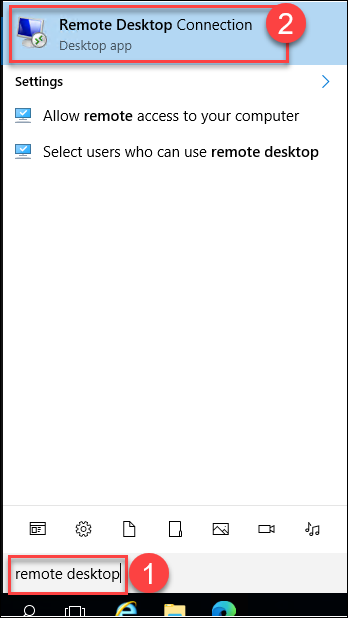 Remote Desktop Connection
2
Desktop app
Settings
Allow remote access to your computer
Select users who can use remote desktop
remote desktop
1